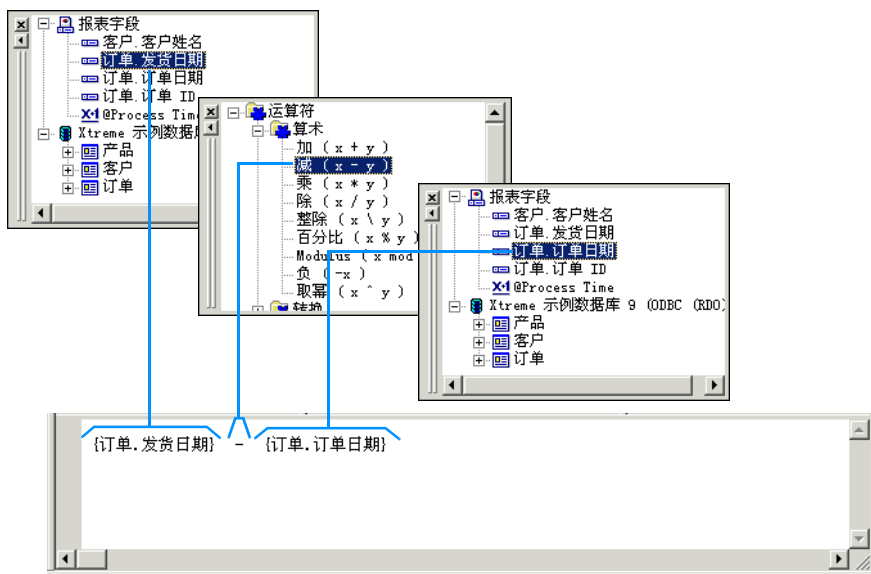 报表字段
客户.客户姓名
订单.发货日期
订单.订单日期
订单.订单 ID
@Process Tim
Xtreme 示例数据库
产品
客户
订单
运算符
算术
加 ( x + y )
减 ( x - y )
乘 ( x * y )
除 ( x / y )
整除 ( x \ y )
百分比 ( x % y )
Modulus ( x mod
负 ( -x )
取幂 ( x ^ y )
转换
报表字段
客户.客户姓名
订单.发货日期
订单.订单日期
订单.订单 ID
@Process Time
Xtreme 示例数据库 9 (ODBC (RDO)
产品
客户
订单
{订单.发货日期} - {订单.订单日期}